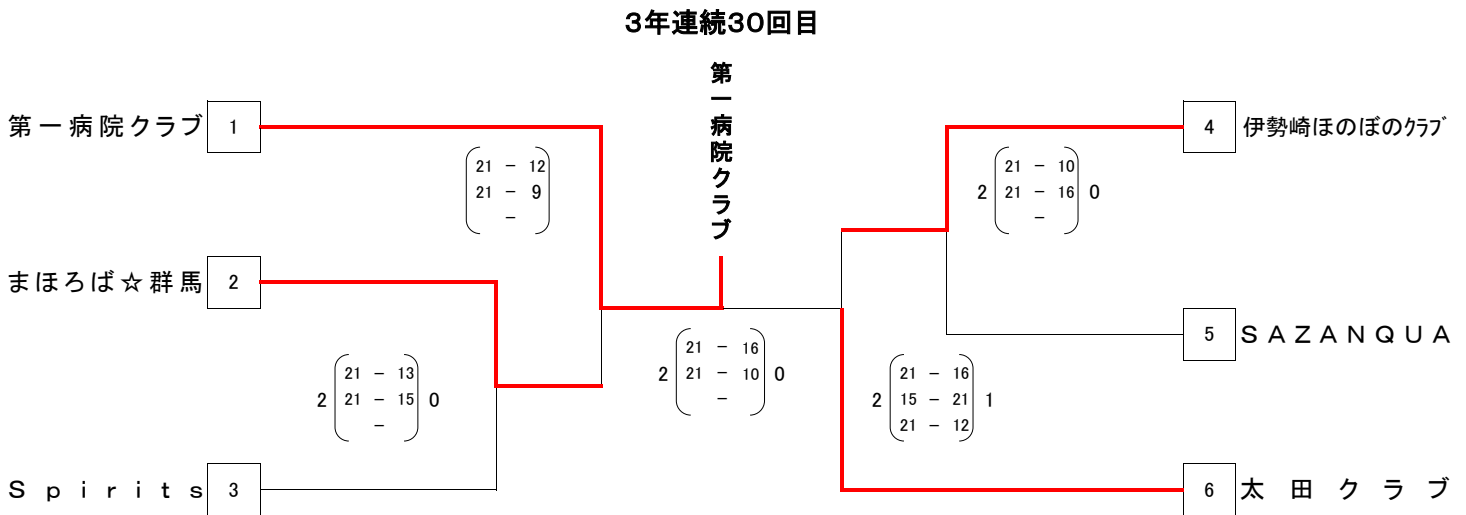 3年連続30回目
第一病院クラブ
第一病院クラブ 1
21 － 12
21 － 9
－
まほろば☆群馬 2
2 21 － 13 0
21 － 15
－
Spirits 3
2 21 － 16 0
21 － 10
－
4 伊勢崎ほのぼのクラブ
2 21 － 10 0
21 － 16
－
5 SAZANQUA
2 21 － 16 1
15 － 21
21 － 12
6 太田クラブ